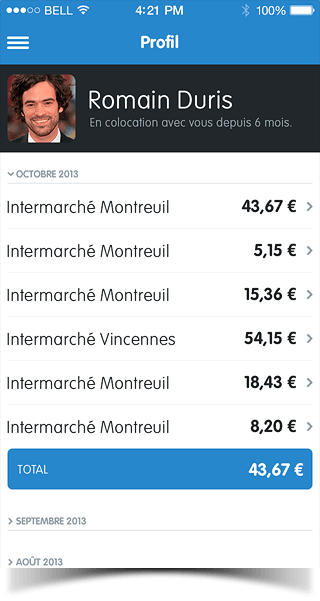 BELL 4:21 PM 100%
Profil
Romain Duris
En colocation avec vous depuis 6 mois.
OCTOBRE 2013
Intermarché Montreuil 43,67 €
Intermarché Montreuil 5,15 €
Intermarché Montreuil 15,36 €
Intermarché Vincennes 54,15 €
Intermarché Montreuil 18,43 €
Intermarché Montreuil 8,20 €
TOTAL 43,67 €
SEPTEMBRE 2013
AOÛT 2013